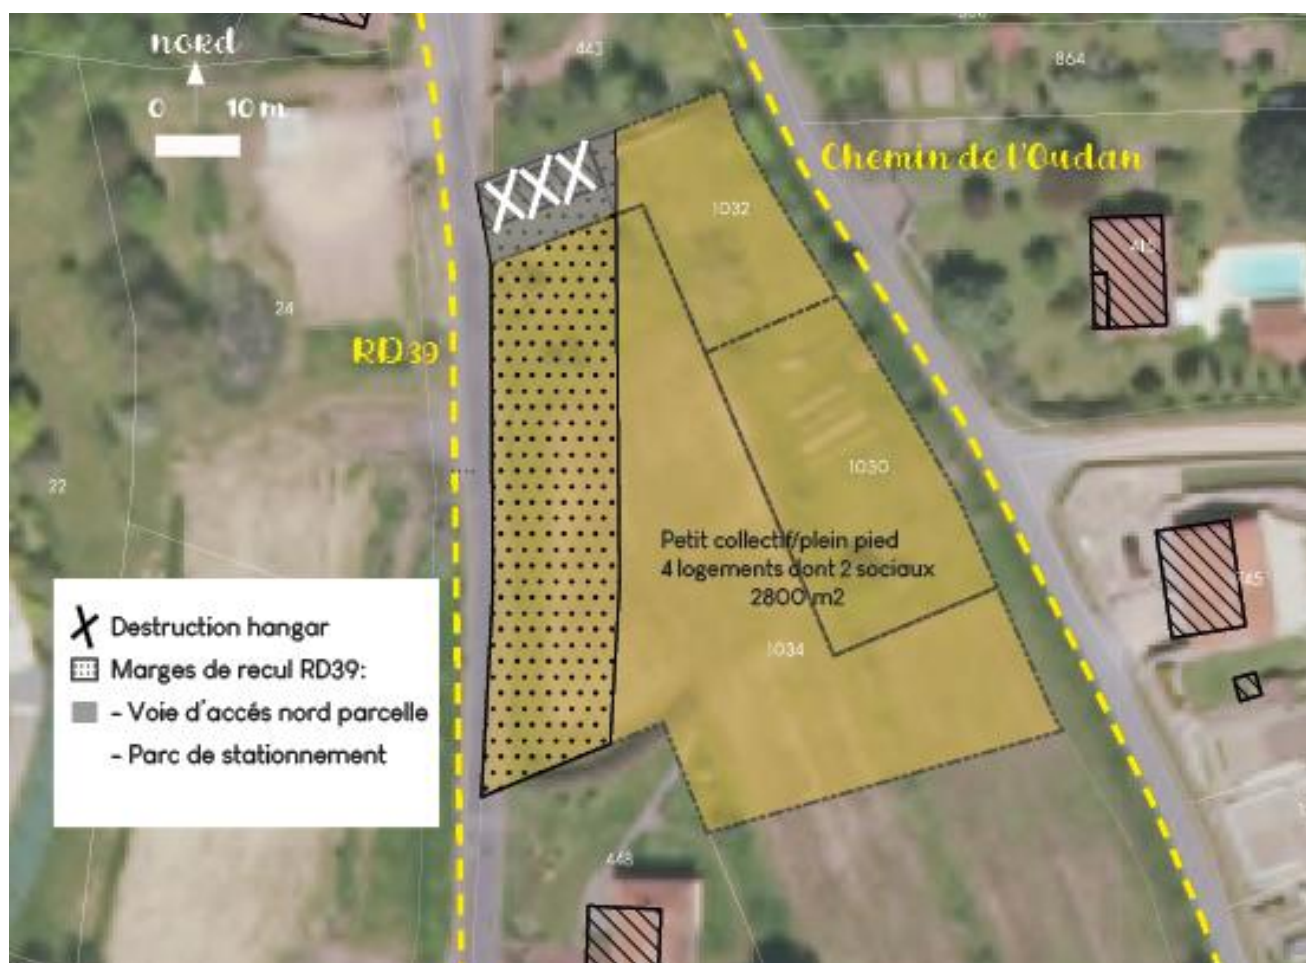 nord
0 10 m
443
864
Chemin de l'Oudan
1032
24
RD39
22
1030
Petit collectif/plein pied
4 logements dont 2 sociaux
2800 m2
1034
Destruction hangar
Marges de recul RD39:
- Voie d'accés nord parcelle
- Parc de stationnement
448